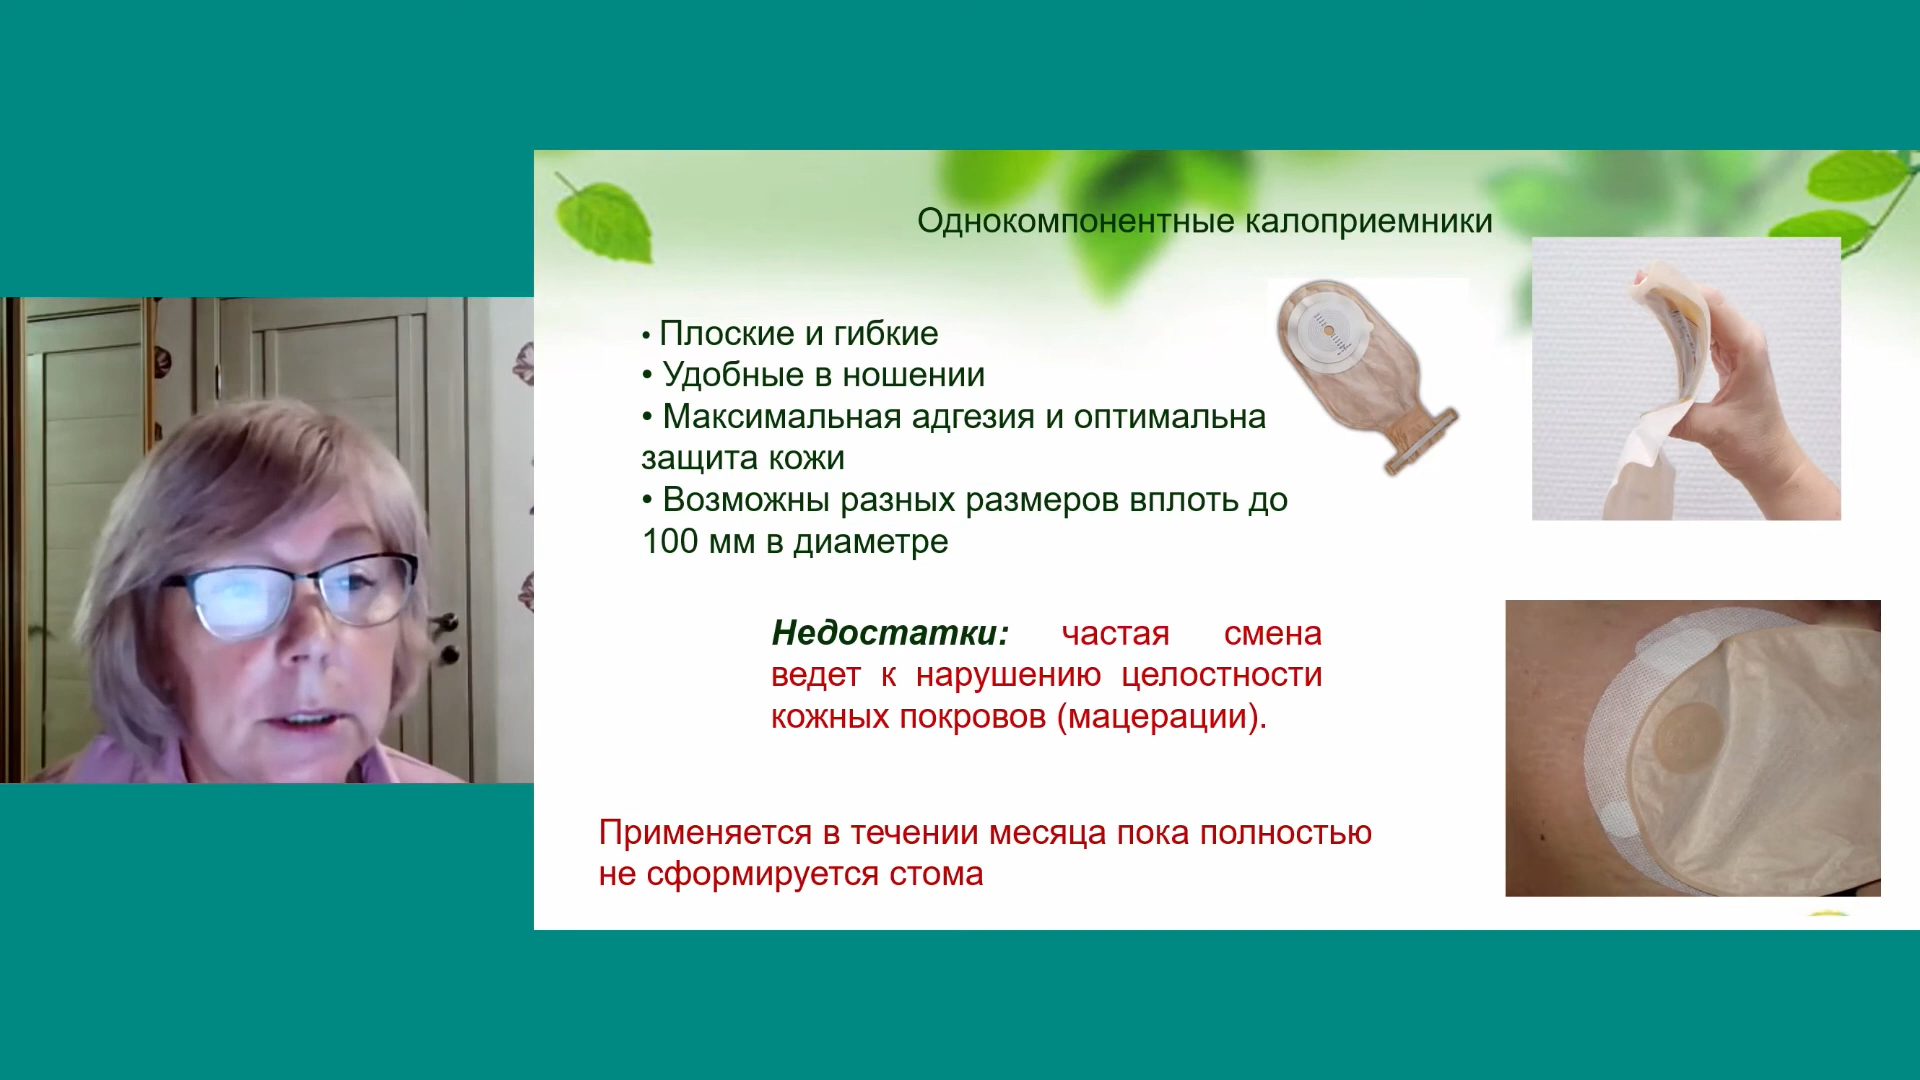 Однокомпонентные калоприемники
• Плоские и гибкие
• Удобные в ношении
• Максимальная адгезия и оптимальна
защита кожи
• Возможны разных размеров вплоть до
100 мм в диаметре
Недостатки: частая смена
ведет к нарушению целостности
кожных покровов (мацерации).
Применяется в течении месяца пока полностью
не сформируется стома